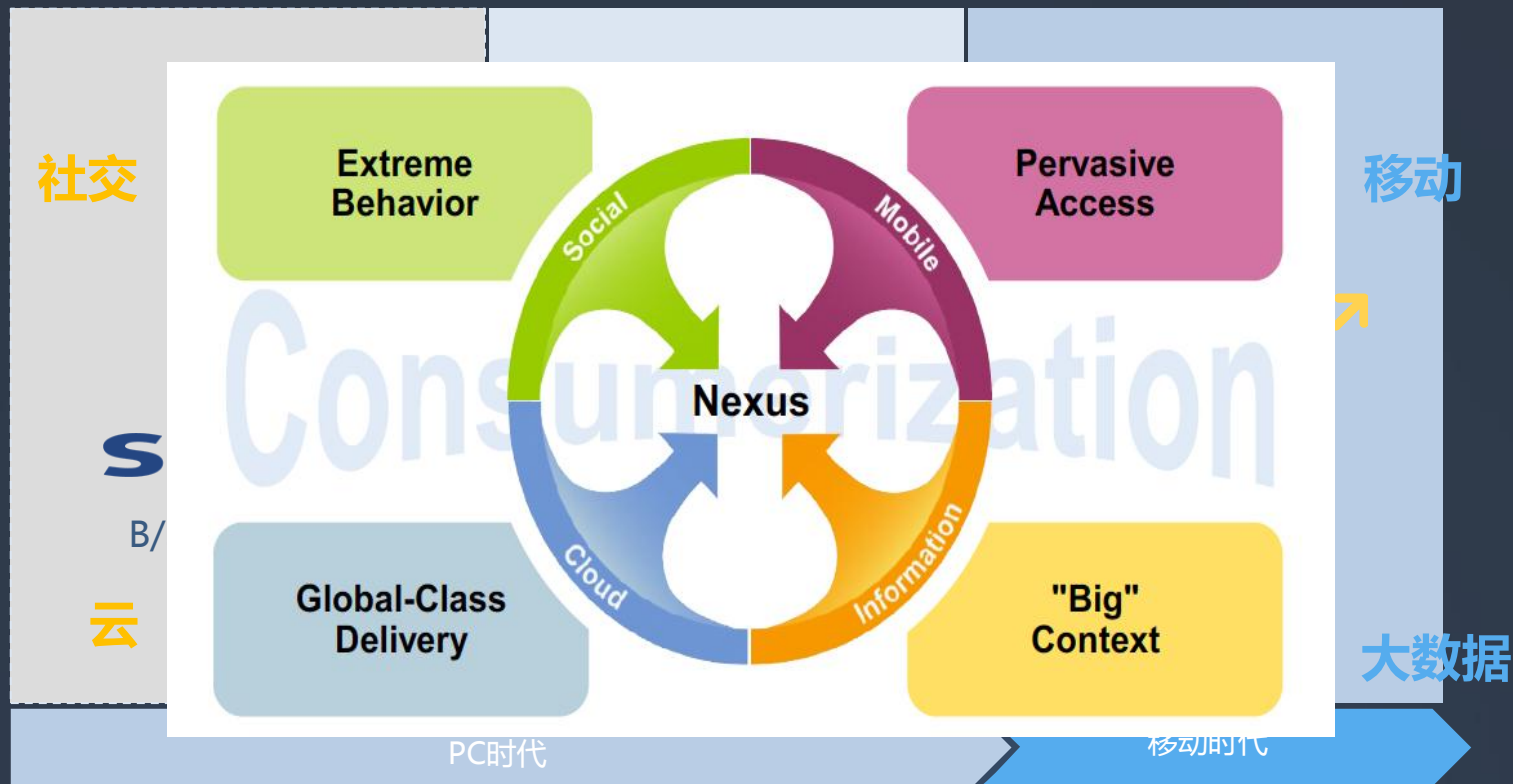 社交
Extreme
Behavior
Pervasive
Access
移动
Social
Mobile
Consumerization
Nexus
S
B/
Cloud
Information
云
Global-Class
Delivery
"Big"
Context
大数据
PC时代
移动时代